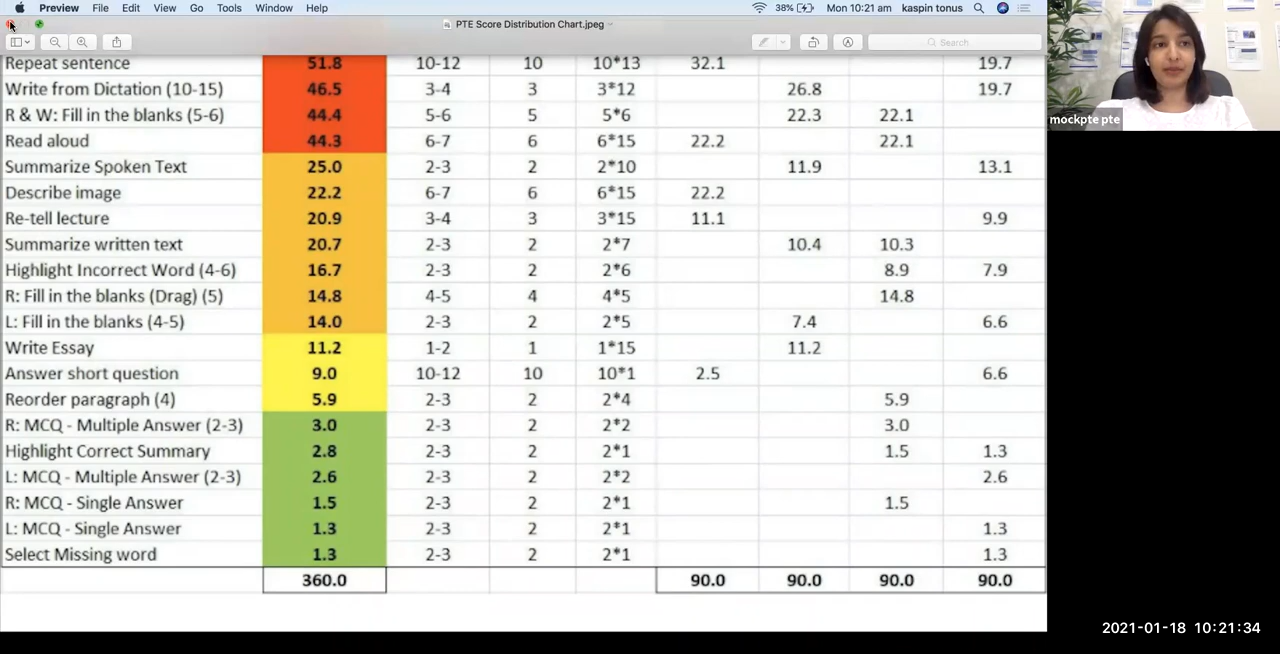 Preview File Edit View Go Tools Window Help 38% Mon 10:21 am kaspin tonus
PTE Score Distribution Chart.jpeg
Search
Repeat sentence 51.8 10-12 10 10*13 32.1 19.7
Write from Dictation (10-15) 46.5 3-4 3 3*12 26.8 19.7
R & W: Fill in the blanks (5-6) 44.4 5-6 5 5*6 22.3 22.1
Read aloud 44.3 6-7 6 6*15 22.2 22.1
Summarize Spoken Text 25.0 2-3 2 2*10 11.9 13.1
Describe image 22.2 6-7 6 6*15 22.2
Re-tell lecture 20.9 3-4 3 3*15 11.1 9.9
Summarize written text 20.7 2-3 2 2*7 10.4 10.3
Highlight Incorrect Word (4-6) 16.7 2-3 2 2*6 8.9 7.9
R: Fill in the blanks (Drag) (5) 14.8 4-5 4 4*5 14.8
L: Fill in the blanks (4-5) 14.0 2-3 2 2*5 7.4 6.6
Write Essay 11.2 1-2 1 1*15 11.2
Answer short question 9.0 10-12 10 10*1 2.5 6.6
Reorder paragraph (4) 5.9 2-3 2 2*4 5.9
R: MCQ - Multiple Answer (2-3) 3.0 2-3 2 2*2 3.0
Highlight Correct Summary 2.8 2-3 2 2*1 1.5 1.3
L: MCQ - Multiple Answer (2-3) 2.6 2-3 2 2*2 2.6
R: MCQ - Single Answer 1.5 2-3 2 2*1 1.5
L: MCQ - Single Answer 1.3 2-3 2 2*1 1.3
Select Missing word 1.3 2-3 2 2*1 1.3
360.0 90.0 90.0 90.0 90.0
mockpte pte
2021-01-18 10:21:34